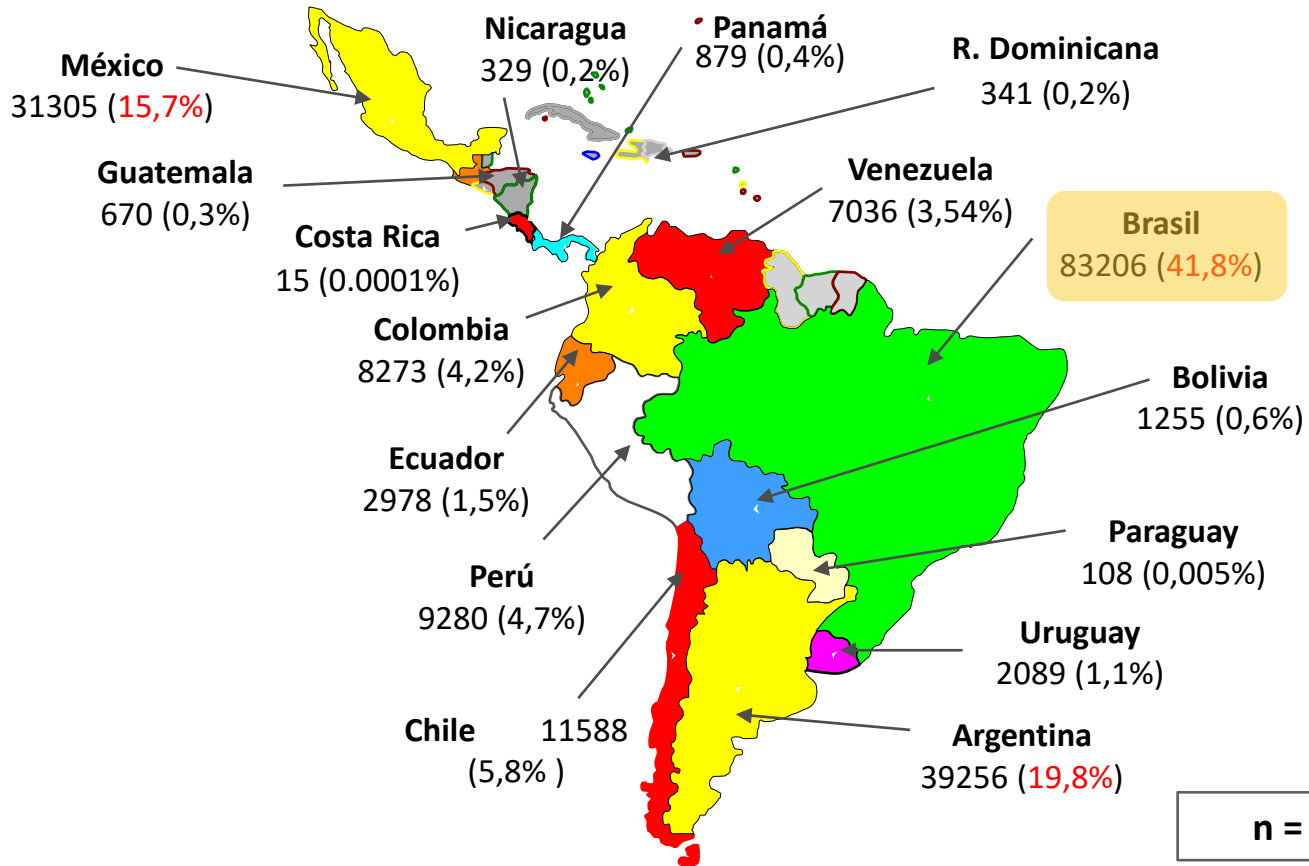 México
31305 (15,7%)
Nicaragua
329 (0,2%)
Panamá
879 (0,4%)
R. Dominicana
341 (0,2%)
Guatemala
670 (0,3%)
Venezuela
7036 (3,54%)
Brasil
83206 (41,8%)
Costa Rica
15 (0.0001%)
Colombia
8273 (4,2%)
Bolivia
1255 (0,6%)
Ecuador
2978 (1,5%)
Paraguay
108 (0,005%)
Perú
9280 (4,7%)
Uruguay
2089 (1,1%)
Chile 11588
(5,8% )
Argentina
39256 (19,8%)
n =